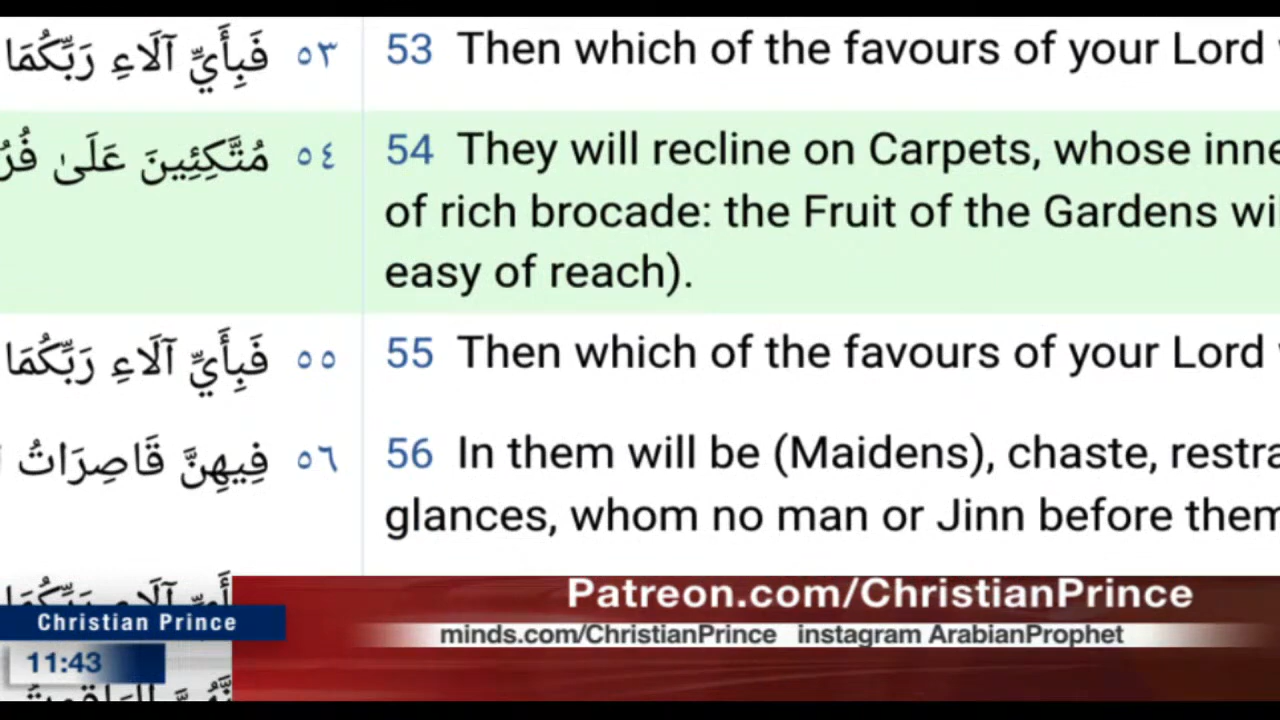 فَبِأَيِّ آلَاءِ رَبِّكُمَا ٥٣
53 Then which of the favours of your Lord
مُتَّكِئِينَ عَلَىٰ ٥٤
54 They will recline on Carpets, whose
of rich brocade: the Fruit of the Gardens
easy of reach).
فَبِأَيِّ آلَاءِ رَبِّكُمَا ٥٥
55 Then which of the favours of your Lord
فِيهِنَّ قَاصِرَاتُ ٥٦
56 In them will be (Maidens), chaste,
glances, whom no man or Jinn before them
آلَاءِ رَبِّكُمَا
Patreon.com/ChristianPrince
Christian Prince
minds.com/ChristianPrince instagram ArabianProphet
11:43